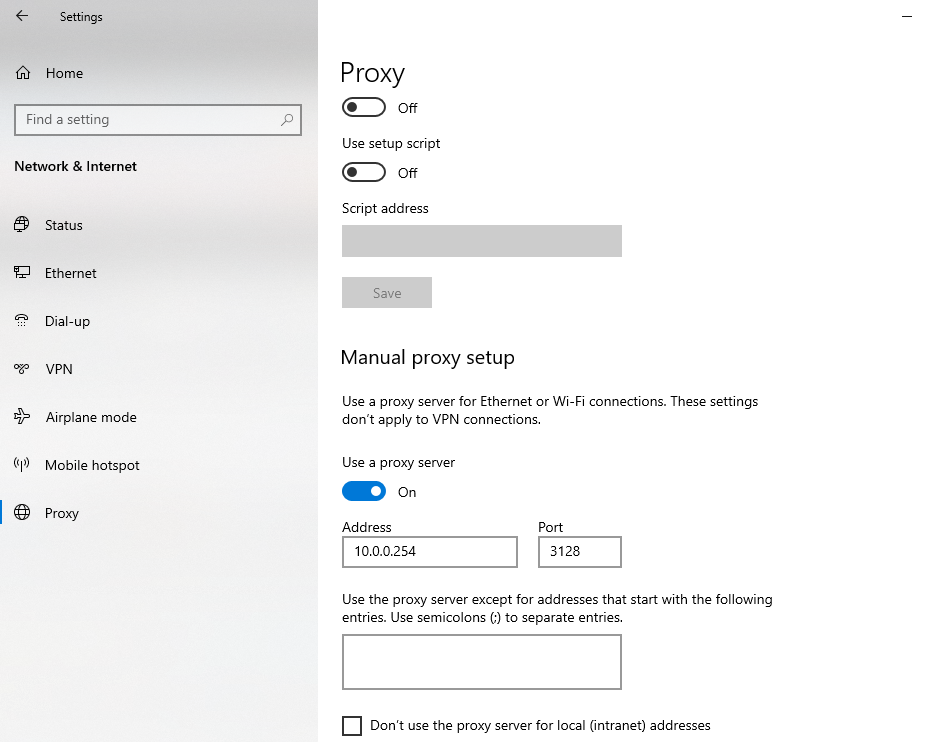 Settings
Home
Find a setting
Network & Internet
Status
Ethernet
Dial-up
VPN
Airplane mode
Mobile hotspot
Proxy
Proxy
Off
Use setup script
Off
Script address
Save
Manual proxy setup
Use a proxy server for Ethernet or Wi-Fi connections. These settings
don't apply to VPN connections.
Use a proxy server
On
Address Port
10.0.0.254 3128
Use the proxy server except for addresses that start with the following
entries. Use semicolons (;) to separate entries.
Don't use the proxy server for local (intranet) addresses